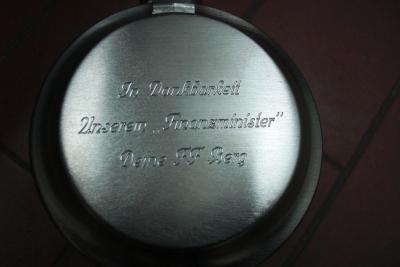 In Dankbarkeit
Unserem „Finanzminister"
Deine FF Berg